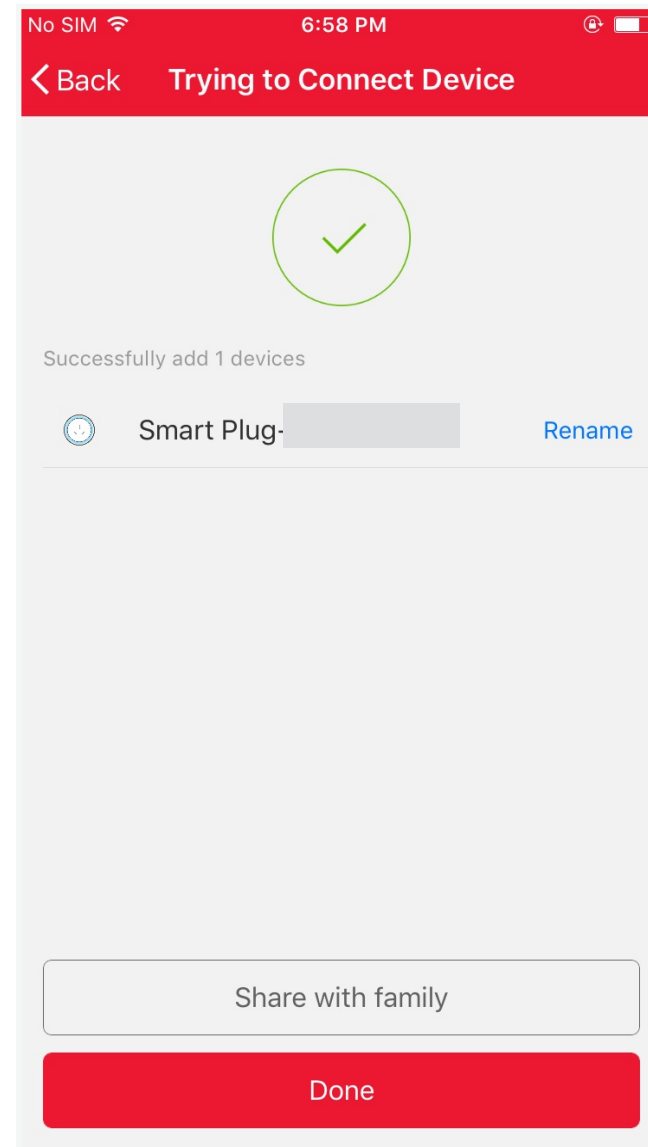 No SIM 6:58 PM
Back Trying to Connect Device
Successfully add 1 devices
Smart Plug- Rename
Share with family
Done